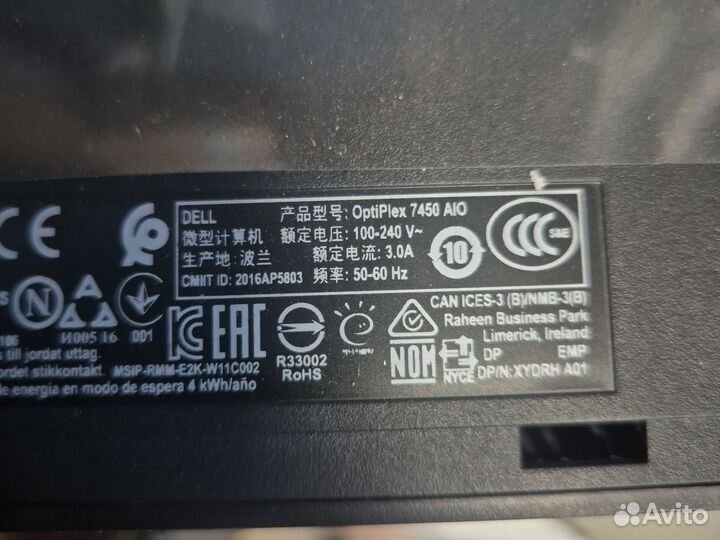 DELL 产品型号: OptiPlex 7450 AIO
微型计算机 额定电压: 100-240 V~
生产地: 波兰 额定电流: 3.0A
CMIIT ID: 2016AP5803 频率: 50-60 Hz
10
CCC
S&E
CE
N
001
EAC
R33002
RoHS
NOM
NYCE
CAN ICES-3 (B)/NMB-3(B)
Raheen Business Park
Limerick, Ireland
DP EMP
DP/N: XYDRH A01
till jordat uttag.
stikkontakt. MSIP-RMM-E2K-W11C002
de energia en modo de espera 4 kWh/año
Avito